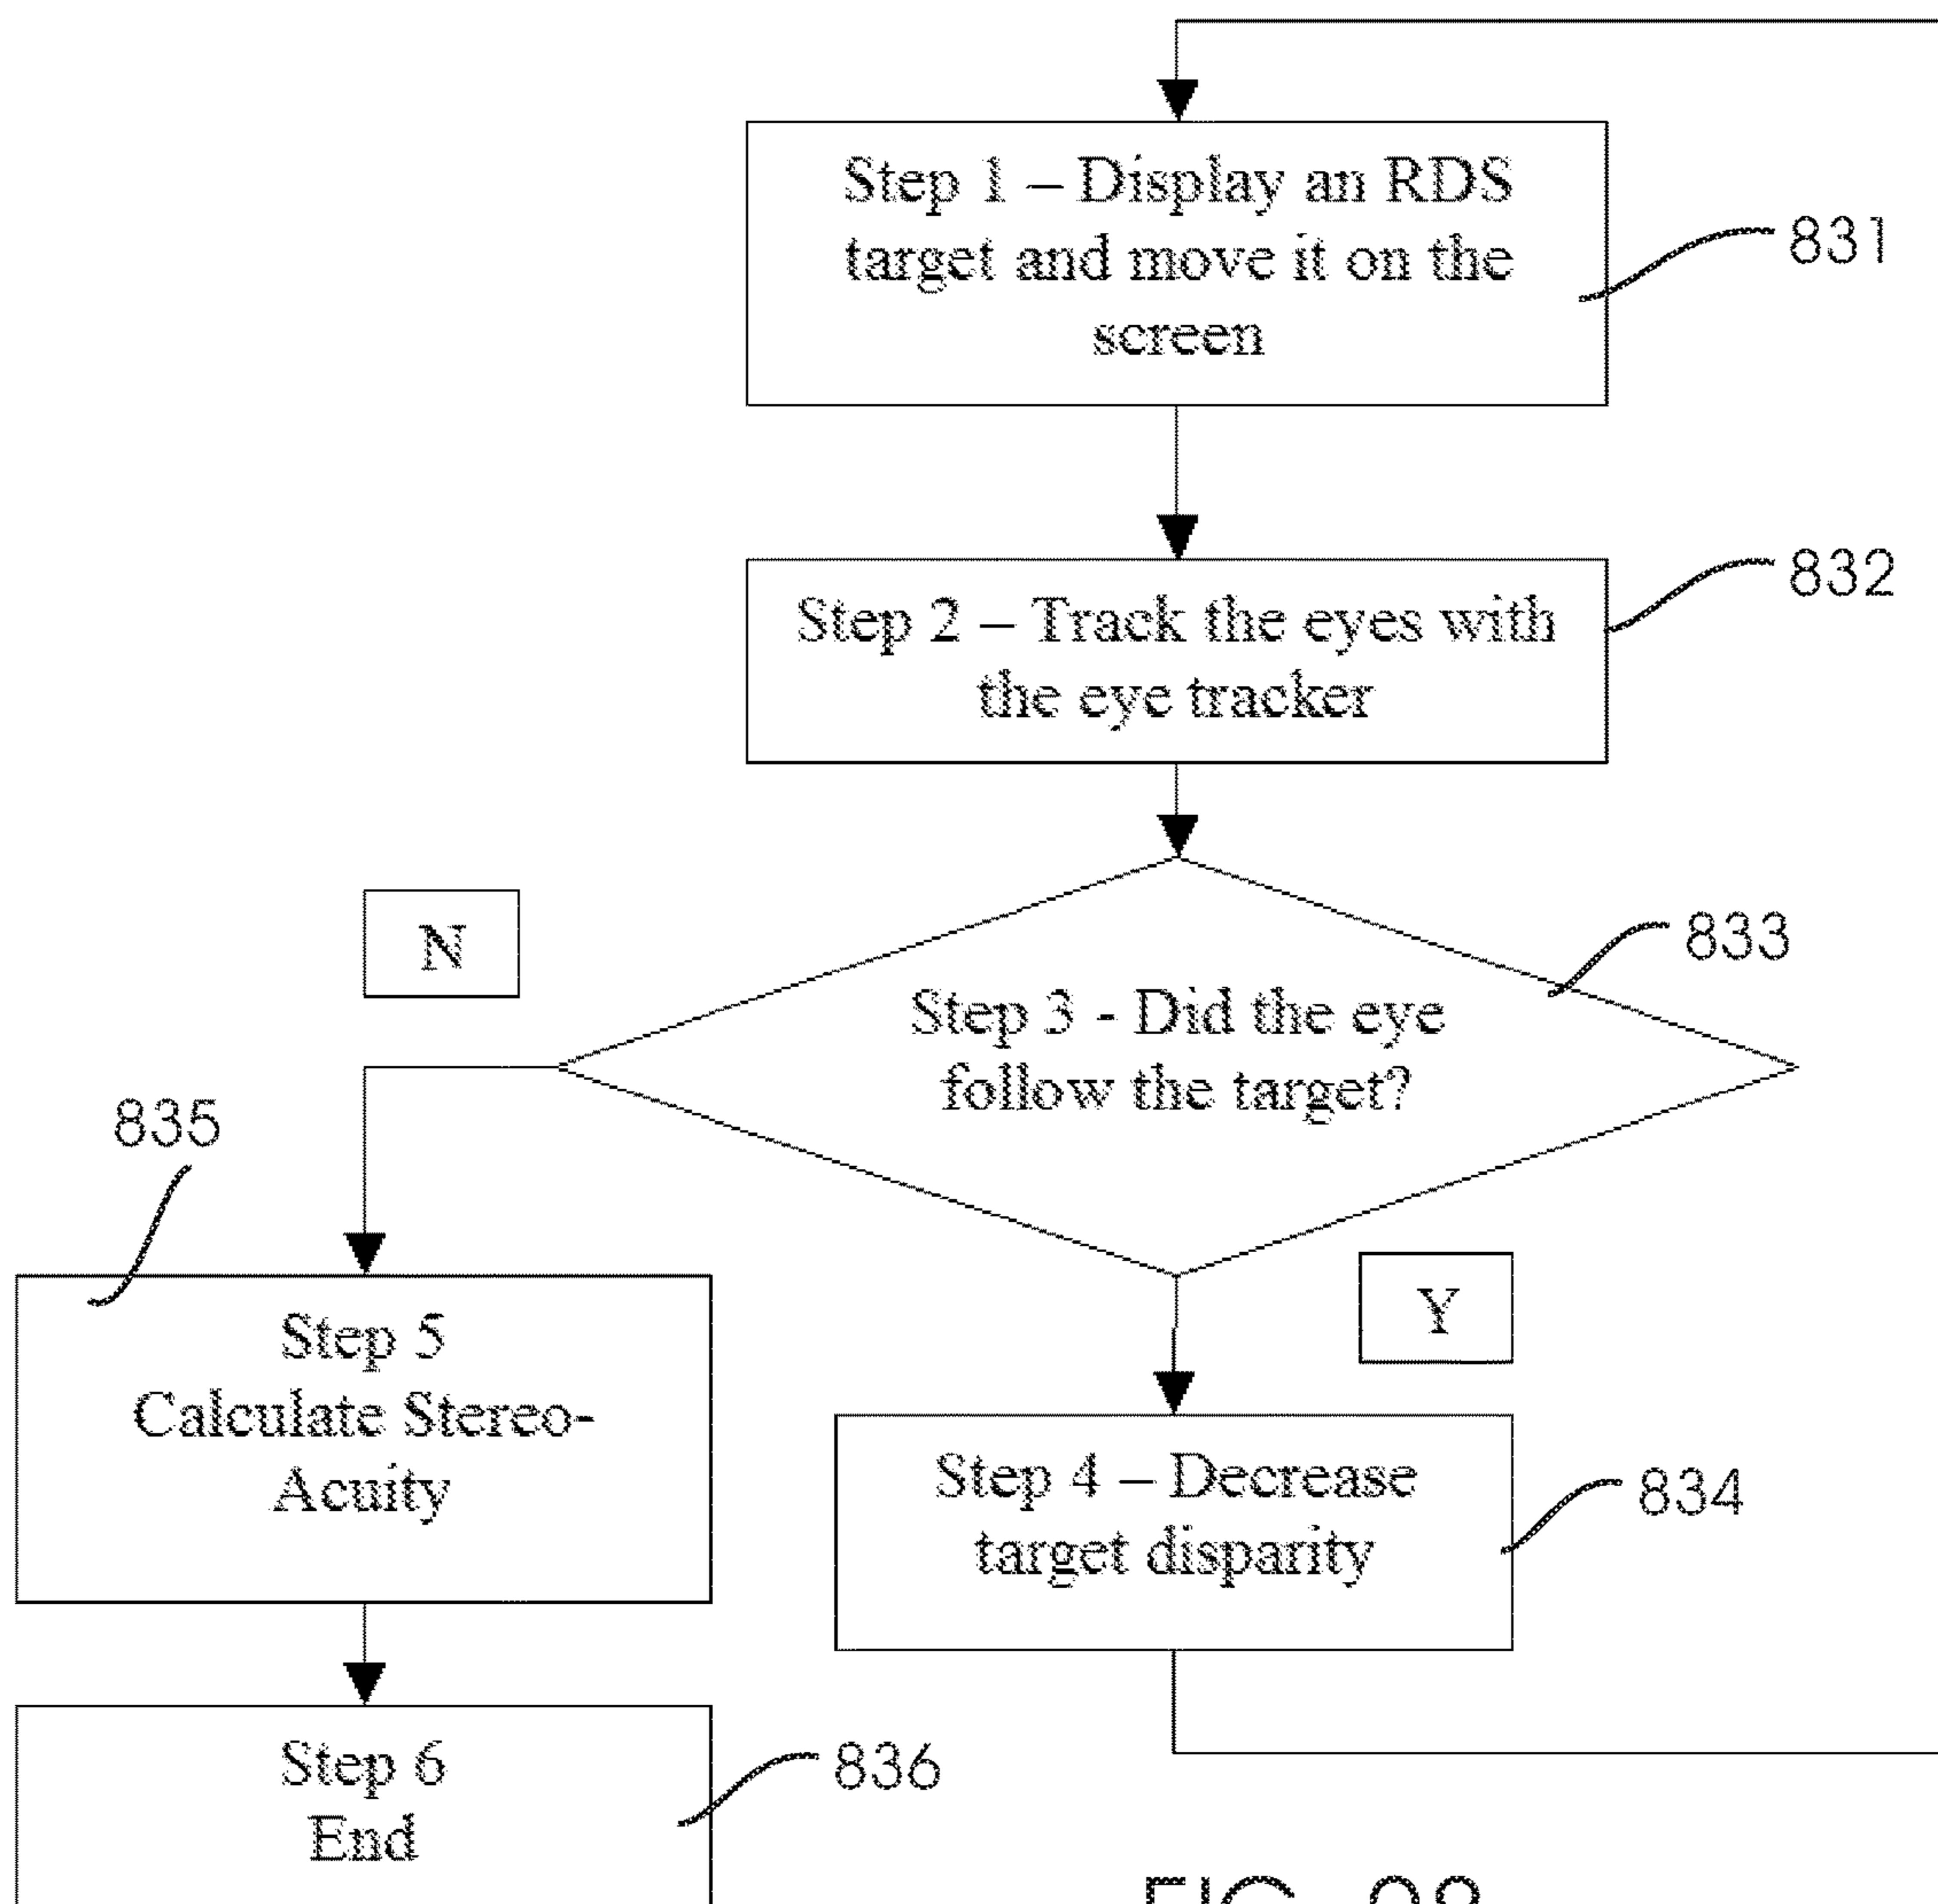 Step 1 – Display an RDS
target and move it on the
screen
831
Step 2 – Track the eyes with
the eye tracker
832
N
Step 3 - Did the eye
follow the target?
833
835
Step 5
Calculate Stereo-
Acuity
Y
Step 4 – Decrease
target disparity
834
Step 6
End
836
FIG